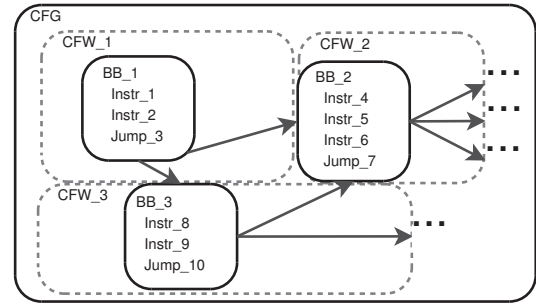 CFG
CFW_1
BB_1
Instr_1
Instr_2
Jump_3
CFW_2
BB_2
Instr_4
Instr_5
Instr_6
Jump_7
...
...
...
CFW_3
BB_3
Instr_8
Instr_9
Jump_10
...